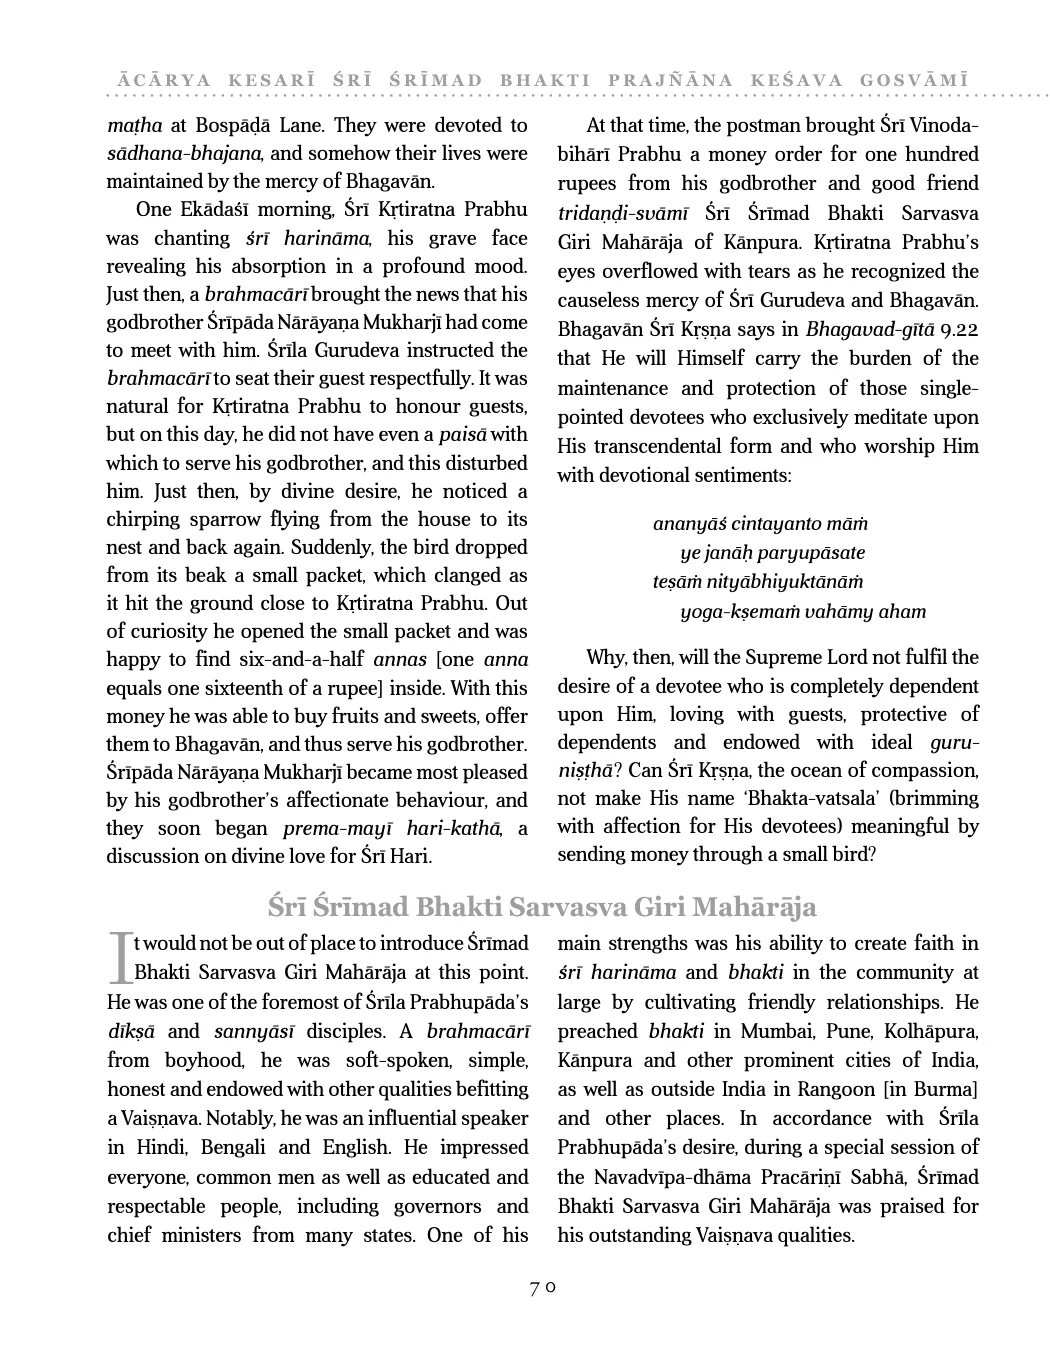 ĀCĀRYA KESARĪ ŚRĪ ŚRĪMAD BHAKTI PRAJÑĀNA KEŚAVA GOSVĀMĪ
maṭha at Bospāḍā Lane. They were devoted to
sādhana-bhajana, and somehow their lives were
maintained by the mercy of Bhagavān.
One Ekādaśī morning, Śrī Kṛtiratna Prabhu
was chanting śrī harināma, his grave face
revealing his absorption in a profound mood.
Just then, a brahmacārī brought the news that his
godbrother Śrīpāda Nārāyaṇa Mukharjī had come
to meet with him. Śrīla Gurudeva instructed the
brahmacārī to seat their guest respectfully. It was
natural for Kṛtiratna Prabhu to honour guests,
but on this day, he did not have even a paisā with
which to serve his godbrother, and this disturbed
him. Just then, by divine desire, he noticed a
chirping sparrow flying from the house to its
nest and back again. Suddenly, the bird dropped
from its beak a small packet, which clanged as
it hit the ground close to Kṛtiratna Prabhu. Out
of curiosity he opened the small packet and was
happy to find six-and-a-half annas [one anna
equals one sixteenth of a rupee] inside. With this
money he was able to buy fruits and sweets, offer
them to Bhagavān, and thus serve his godbrother.
Śrīpāda Nārāyaṇa Mukharjī became most pleased
by his godbrother’s affectionate behaviour, and
they soon began prema-mayī hari-kathā, a
discussion on divine love for Śrī Hari.
At that time, the postman brought Śrī Vinoda-
bihārī Prabhu a money order for one hundred
rupees from his godbrother and good friend
tridaṇḍi-svāmī Śrī Śrīmad Bhakti Sarvasva
Giri Mahārāja of Kānpura. Kṛtiratna Prabhu’s
eyes overflowed with tears as he recognized the
causeless mercy of Śrī Gurudeva and Bhagavān.
Bhagavān Śrī Kṛṣṇa says in Bhagavad-gītā 9.22
that He will Himself carry the burden of the
maintenance and protection of those single-
pointed devotees who exclusively meditate upon
His transcendental form and who worship Him
with devotional sentiments:
ananyāś cintayanto māṁ
ye janāḥ paryupāsate
teṣāṁ nityābhiyuktānāṁ
yoga-kṣemaṁ vahāmy aham
Why, then, will the Supreme Lord not fulfil the
desire of a devotee who is completely dependent
upon Him, loving with guests, protective of
dependents and endowed with ideal guru-
niṣṭhā? Can Śrī Kṛṣṇa, the ocean of compassion,
not make His name ‘Bhakta-vatsala’ (brimming
with affection for His devotees) meaningful by
sending money through a small bird?
Śrī Śrīmad Bhakti Sarvasva Giri Mahārāja
It would not be out of place to introduce Śrīmad
Bhakti Sarvasva Giri Mahārāja at this point.
He was one of the foremost of Śrīla Prabhupāda’s
dīkṣā and sannyāsī disciples. A brahmacārī
from boyhood, he was soft-spoken, simple,
honest and endowed with other qualities befitting
a Vaiṣṇava. Notably, he was an influential speaker
in Hindi, Bengali and English. He impressed
everyone, common men as well as educated and
respectable people, including governors and
chief ministers from many states. One of his
main strengths was his ability to create faith in
śrī harināma and bhakti in the community at
large by cultivating friendly relationships. He
preached bhakti in Mumbai, Pune, Kolhāpura,
Kānpura and other prominent cities of India,
as well as outside India in Rangoon [in Burma]
and other places. In accordance with Śrīla
Prabhupāda’s desire, during a special session of
the Navadvīpa-dhāma Pracāriṇī Sabhā, Śrīmad
Bhakti Sarvasva Giri Mahārāja was praised for
his outstanding Vaiṣṇava qualities.
70